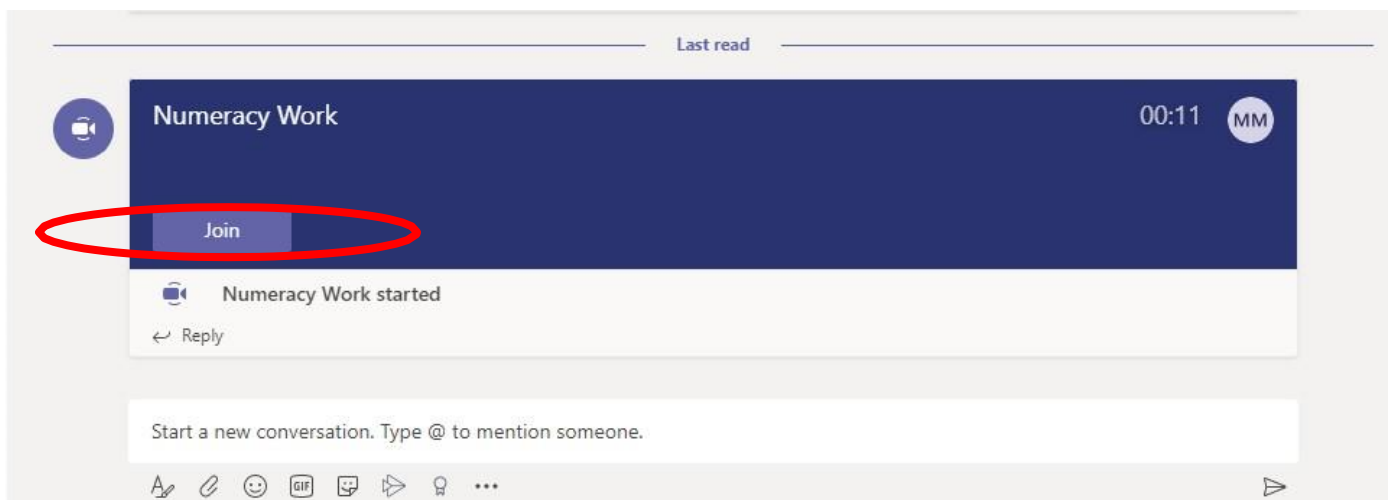 Last read
Numeracy Work 00:11 MM
Join
Numeracy Work started
Reply
Start a new conversation. Type @ to mention someone.
GIF